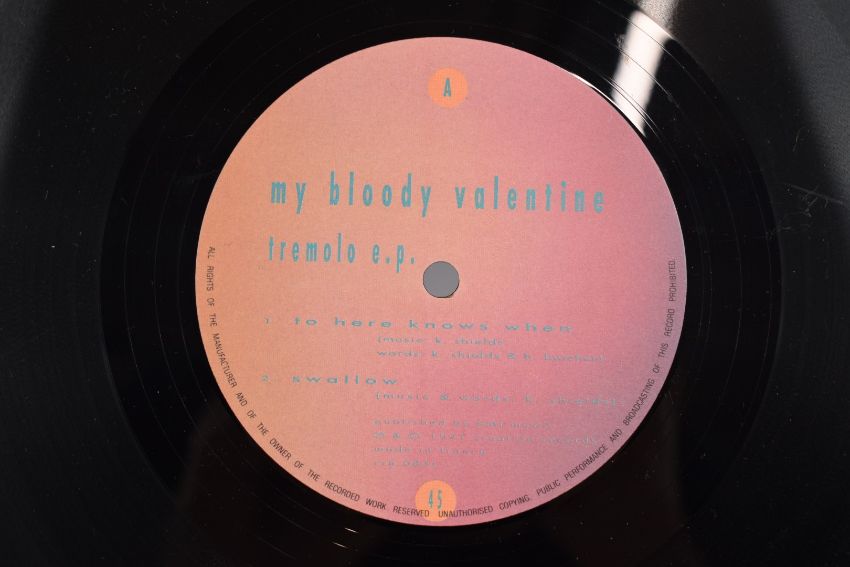 A
my bloody valentine
tremolo e.p.
1. to here knows when
(music: k. shields
words: k. shields & b. butcher)
2. swallow
(music & words: k. shields)
made in
45
ALL RIGHTS OF THE MANUFACTURER AND OF THE OWNER OF THE RECORDED WORK RESERVED UNAUTHORISED COPYING, PUBLIC PERFORMANCE AND BROADCASTING OF THIS RECORD PROHIBITED.